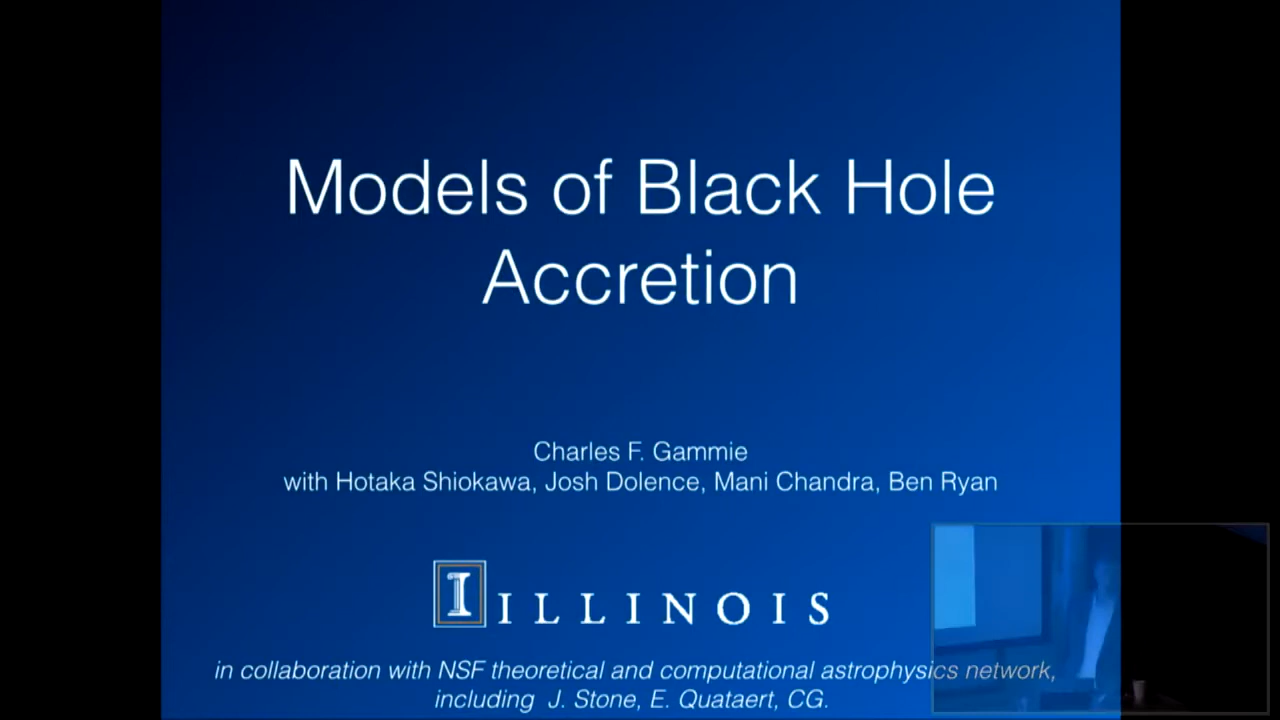 Models of Black Hole
Accretion
Charles F. Gammie
with Hotaka Shiokawa, Josh Dolence, Mani Chandra, Ben Ryan
I ILLINOIS
in collaboration with NSF theoretical and computational astrophysics network,
including J. Stone, E. Quataert, CG.